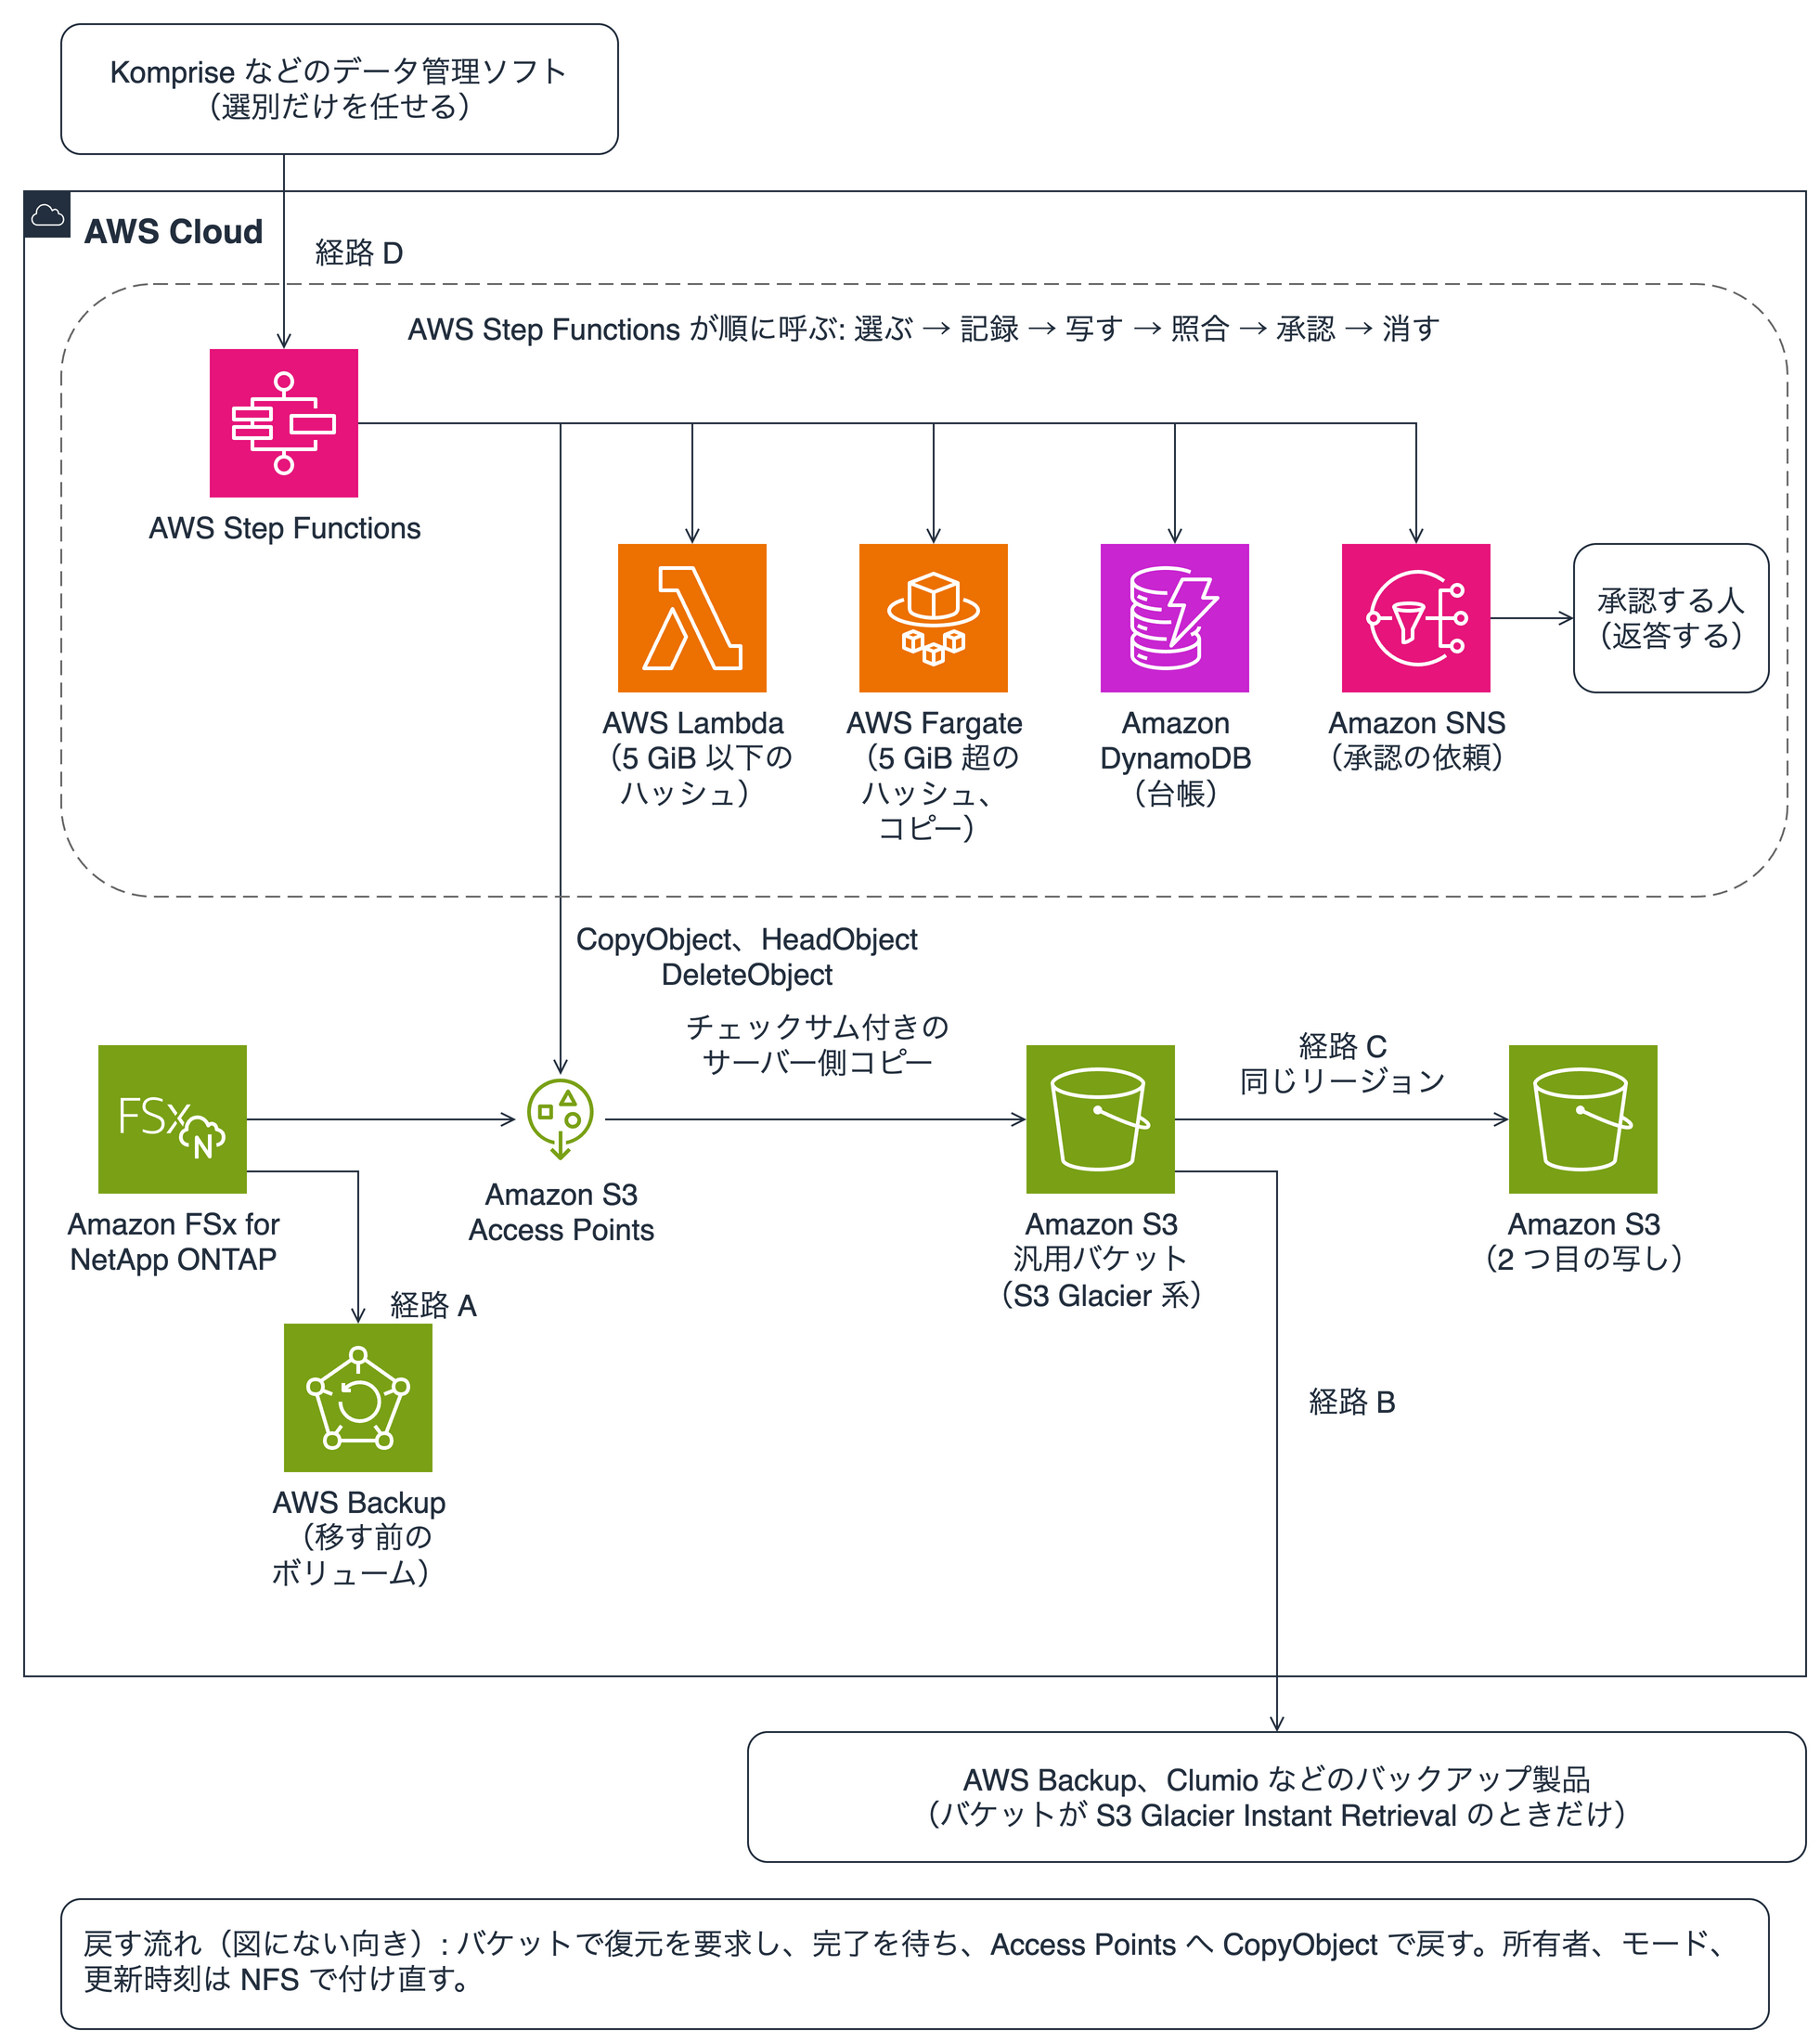 Komprise などのデータ管理ソフト
（選別だけを任せる）
AWS Cloud
経路 D
AWS Step Functions が順に呼ぶ: 選ぶ → 記録 → 写す → 照合 → 承認 → 消す
AWS Step Functions
承認する人
（返答する）
AWS Lambda
（5 GiB 以下の
ハッシュ）
AWS Fargate
（5 GiB 超の
ハッシュ、
コピー）
Amazon
DynamoDB
（台帳）
Amazon SNS
（承認の依頼）
CopyObject、HeadObject
DeleteObject
チェックサム付きの
サーバー側コピー
経路 C
同じリージョン
FSx
N
Amazon FSx for
NetApp ONTAP
Amazon S3
Access Points
Amazon S3
汎用バケット
（S3 Glacier 系）
Amazon S3
（2 つ目の写し）
経路 A
経路 B
AWS Backup
（移す前の
ボリューム）
AWS Backup、Clumio などのバックアップ製品
（バケットが S3 Glacier Instant Retrieval のときだけ）
戻す流れ（図にない向き）: バケットで復元を要求し、完了を待ち、Access Points へ CopyObject で戻す。所有者、モード、
更新時刻は NFS で付け直す。